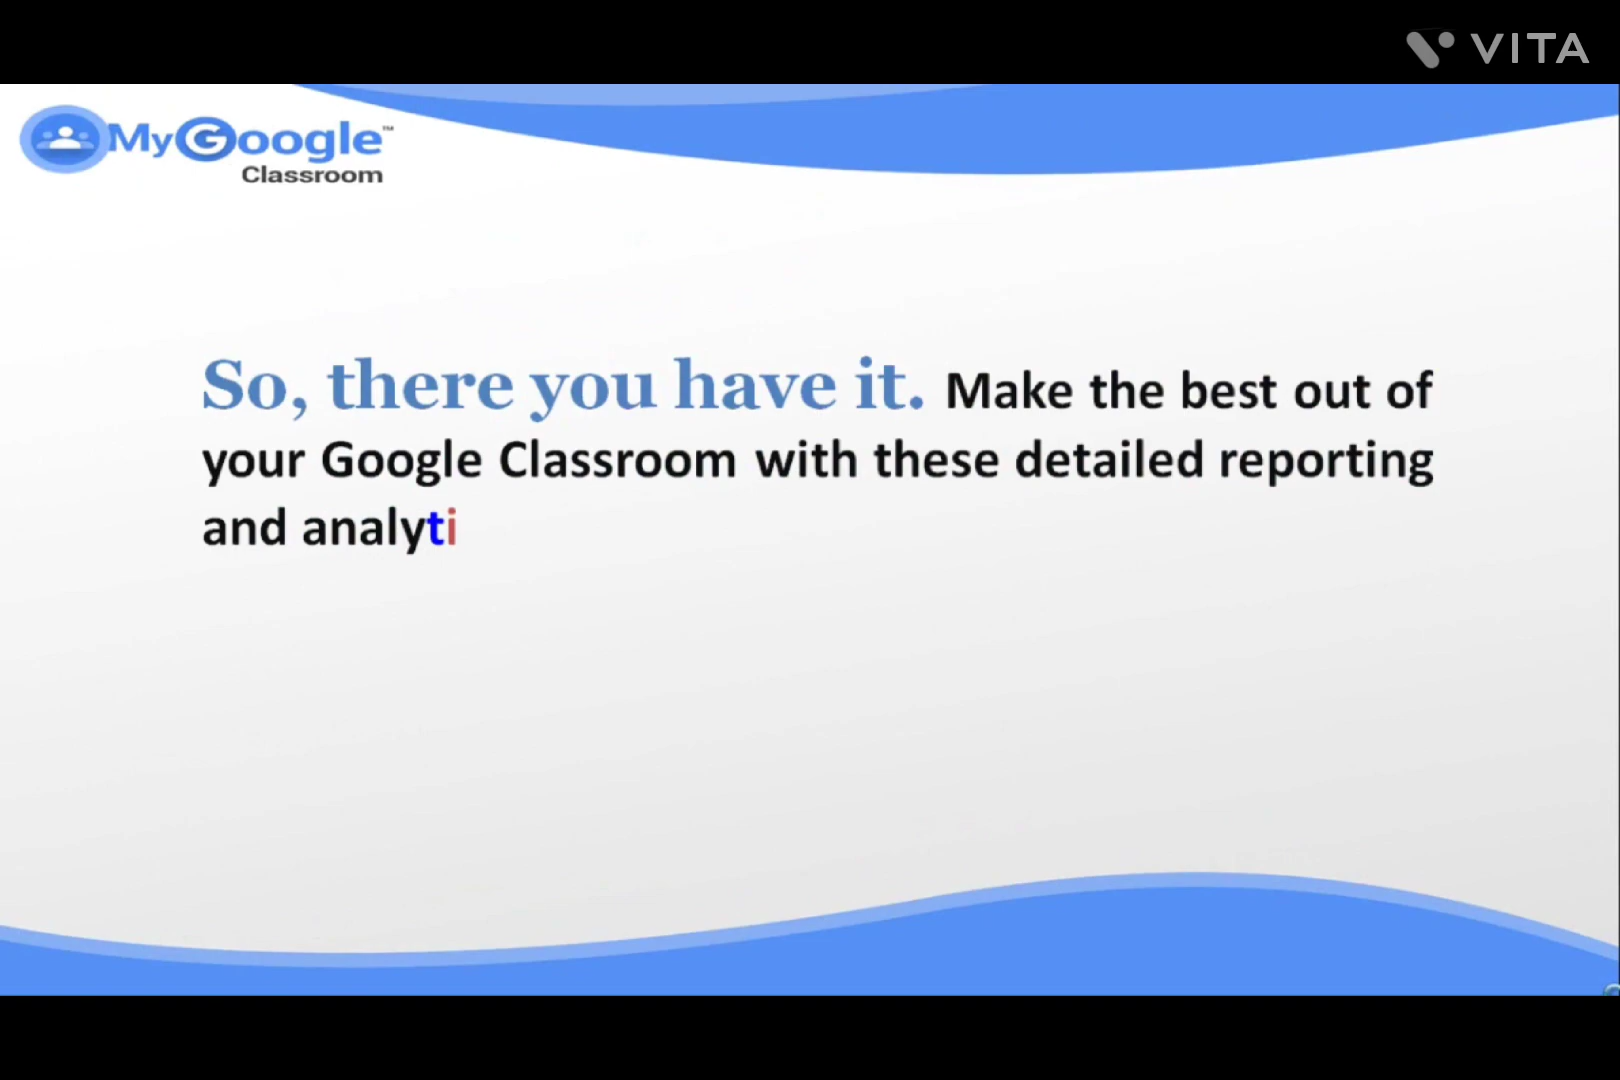 VITA
MyGoogle™
Classroom
So, there you have it. Make the best out of
your Google Classroom with these detailed reporting
and analyti